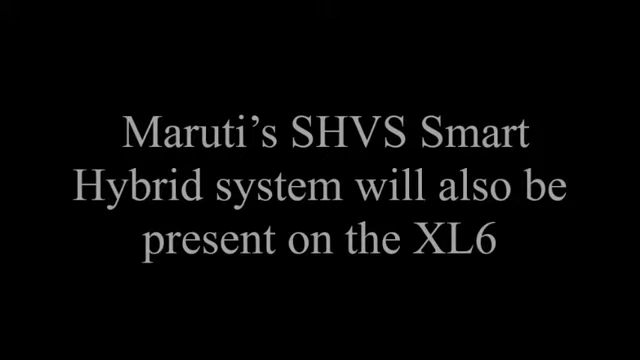 Maruti’s SHVS Smart
Hybrid system will also be
present on the XL6